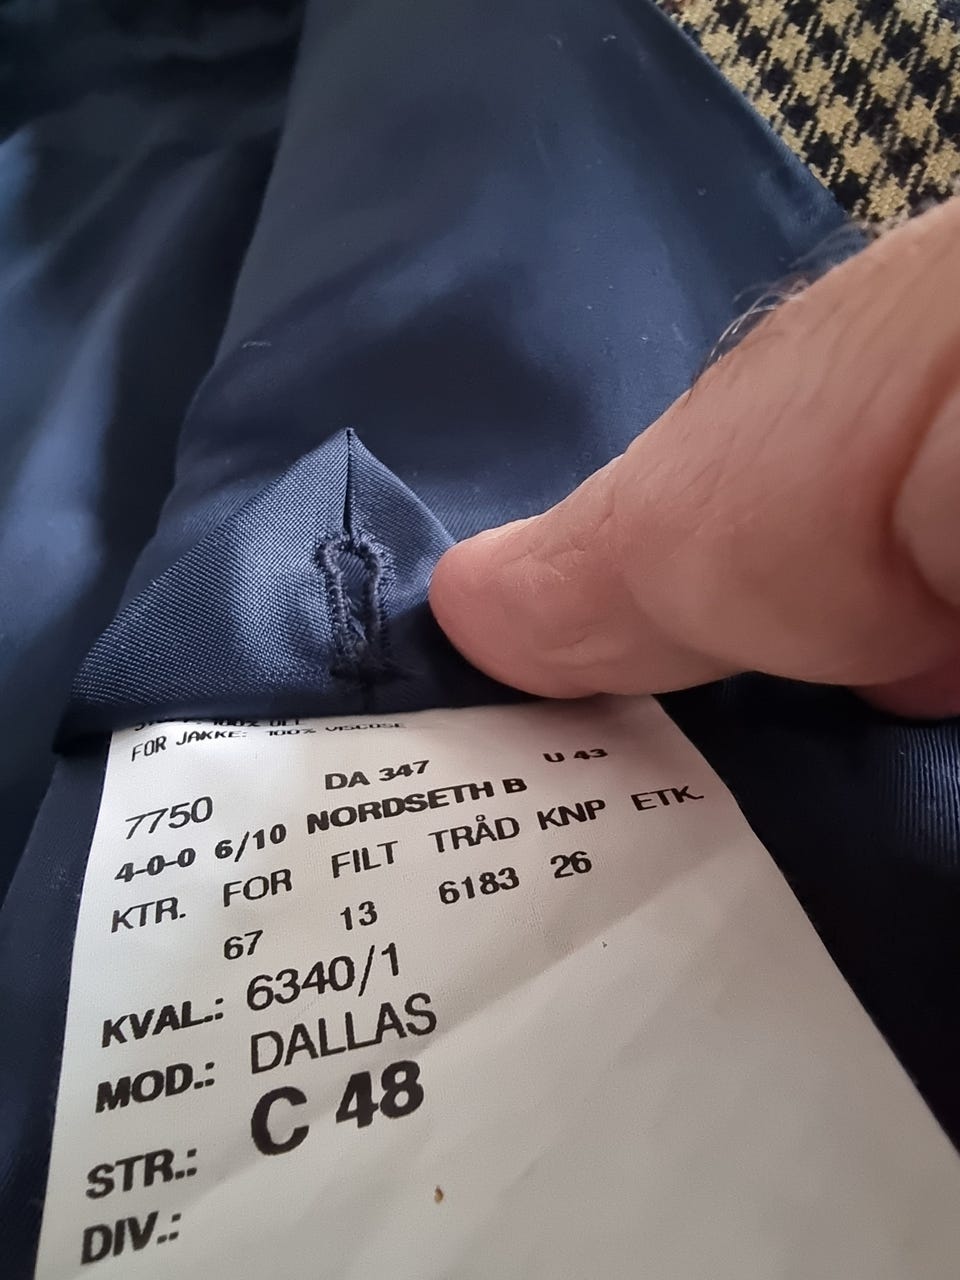 100%
FOR JAKKE: 100% VISCOSE
DA 347 U 43
7750
4-0-0 6/10 NORDSETH B
KTR. FOR FILT TRÅD KNP ETK.
67 13 6183 26
KVAL.: 6340/1
MOD.: DALLAS
STR.: C 48
DIV.: